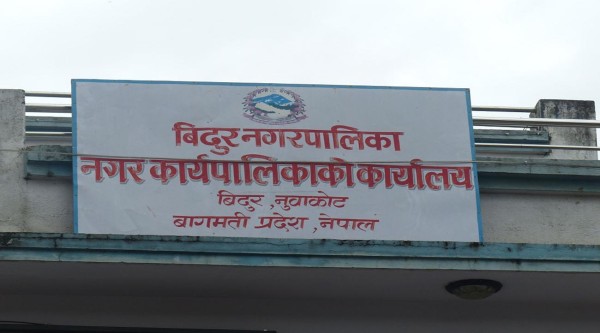 बिदुर नगरपालिका
नगर कार्यपालिकाको कार्यालय
बिदुर, नुवाकोट
बागमती प्रदेश, नेपाल